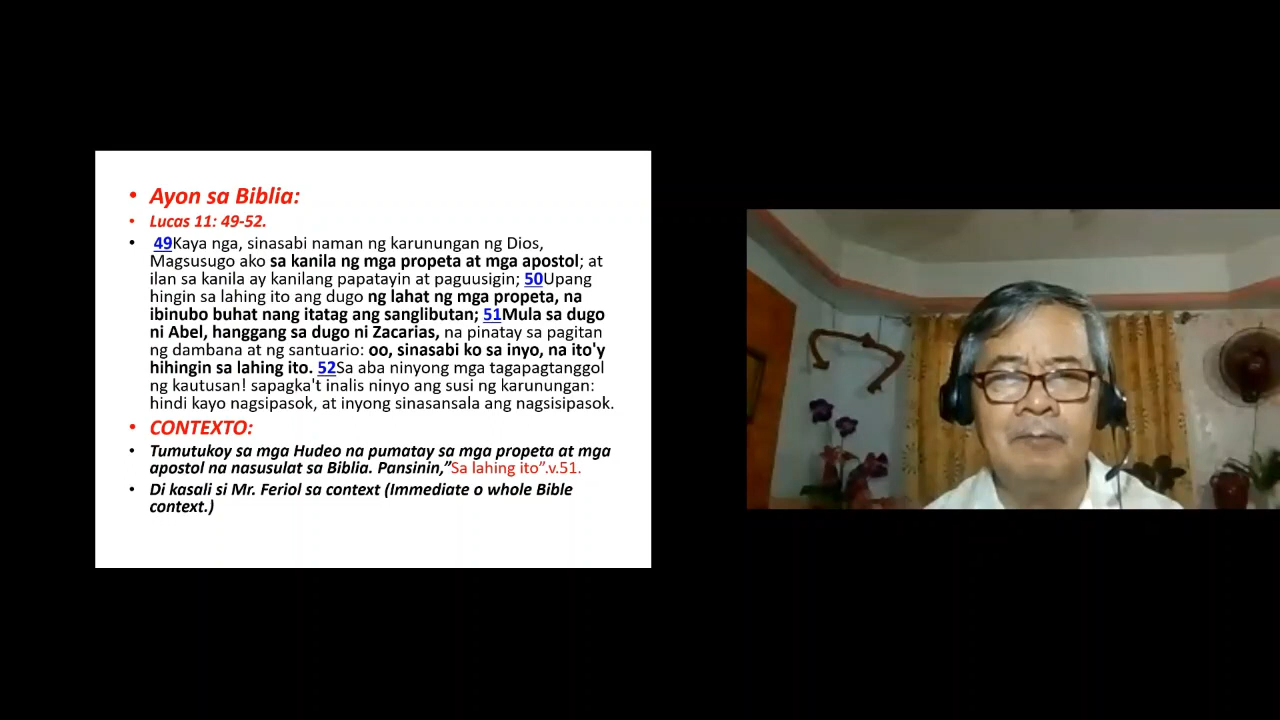 • Ayon sa Biblia:
• Lucas 11: 49-52.
• 49Kaya nga, sinasabi naman ng karunungan ng Dios,
Magsusugo ako sa kanila ng mga propeta at mga apostol; at
ilan sa kanila ay kanilang papatayin at paguusigin; 50Upang
hingin sa lahing ito ang dugo ng lahat ng mga propeta, na
ibinubo buhat nang itatag ang sanglibutan; 51Mula sa dugo
ni Abel, hanggang sa dugo ni Zacarias, na pinatay sa pagitan
ng dambana at ng santuario: oo, sinasabi ko sa inyo, na ito'y
hihingin sa lahing ito. 52Sa aba ninyong mga tagapagtanggol
ng kautusan! sapagka't inalis ninyo ang susi ng karunungan:
hindi kayo nagsipasok, at inyong sinasansala ang nagsisipasok.
• CONTEXTO:
• Tumutukoy sa mga Hudeo na pumatay sa mga propeta at mga
apostol na nasusulat sa Biblia. Pansinin,”Sa lahing ito”.v.51.
• Di kasali si Mr. Feriol sa context (Immediate o whole Bible
context.)